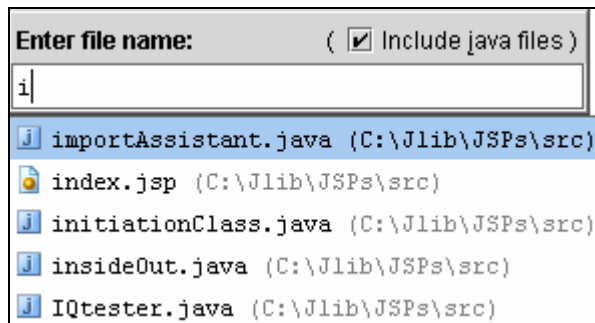 Enter file name: ( Include java files )
i
importAssistant.java (C:\Jlib\JSPs\src)
index.jsp (C:\Jlib\JSPs\src)
initiationClass.java (C:\Jlib\JSPs\src)
insideOut.java (C:\Jlib\JSPs\src)
IQtester.java (C:\Jlib\JSPs\src)